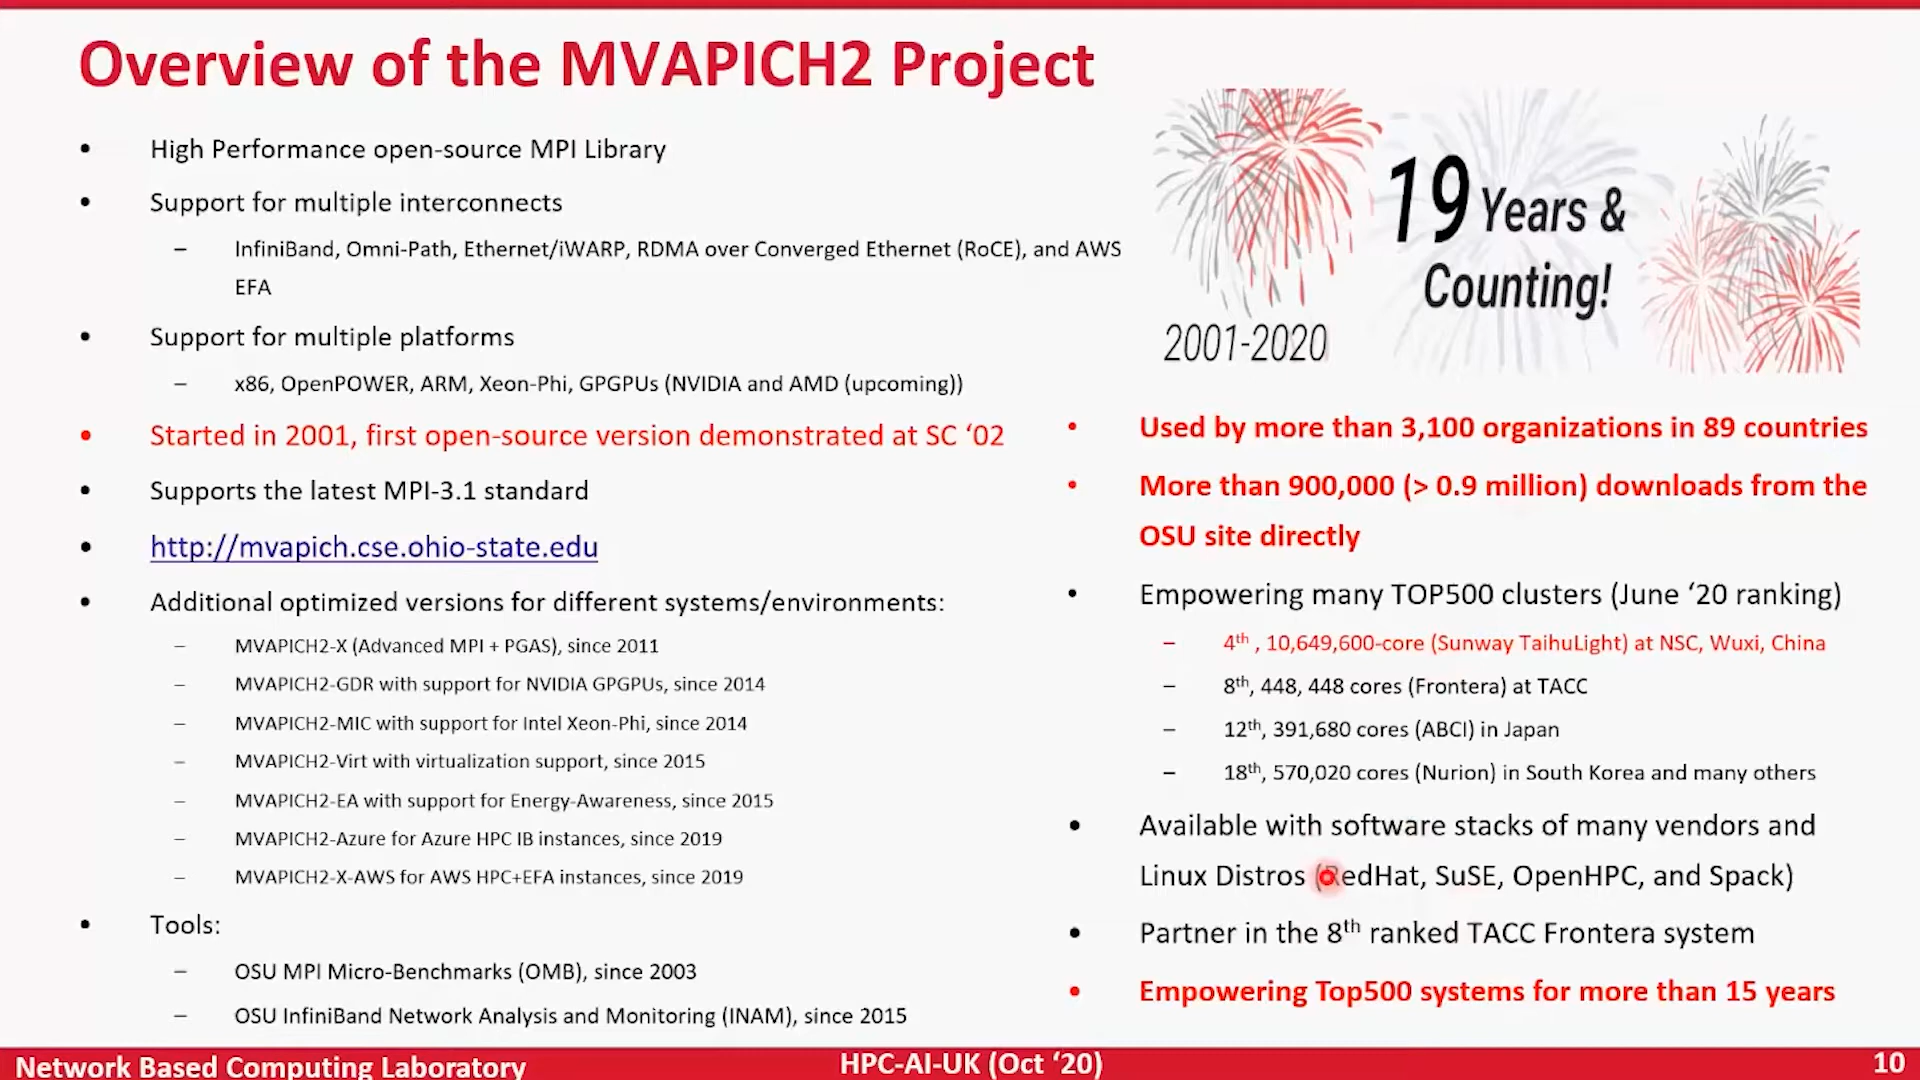 Overview of the MVAPICH2 Project
• High Performance open-source MPI Library
• Support for multiple interconnects
– InfiniBand, Omni-Path, Ethernet/iWARP, RDMA over Converged Ethernet (RoCE), and AWS
EFA
• Support for multiple platforms
– x86, OpenPOWER, ARM, Xeon-Phi, GPGPUs (NVIDIA and AMD (upcoming))
• Started in 2001, first open-source version demonstrated at SC ‘02
• Supports the latest MPI-3.1 standard
• http://mvapich.cse.ohio-state.edu
• Additional optimized versions for different systems/environments:
– MVAPICH2-X (Advanced MPI + PGAS), since 2011
– MVAPICH2-GDR with support for NVIDIA GPGPUs, since 2014
– MVAPICH2-MIC with support for Intel Xeon-Phi, since 2014
– MVAPICH2-Virt with virtualization support, since 2015
– MVAPICH2-EA with support for Energy-Awareness, since 2015
– MVAPICH2-Azure for Azure HPC IB instances, since 2019
– MVAPICH2-X-AWS for AWS HPC+EFA instances, since 2019
• Tools:
– OSU MPI Micro-Benchmarks (OMB), since 2003
– OSU InfiniBand Network Analysis and Monitoring (INAM), since 2015
19 Years &
Counting!
2001-2020
• Used by more than 3,100 organizations in 89 countries
• More than 900,000 (> 0.9 million) downloads from the
OSU site directly
• Empowering many TOP500 clusters (June ‘20 ranking)
– 4th , 10,649,600-core (Sunway TaihuLight) at NSC, Wuxi, China
– 8th, 448, 448 cores (Frontera) at TACC
– 12th, 391,680 cores (ABCI) in Japan
– 18th, 570,020 cores (Nurion) in South Korea and many others
• Available with software stacks of many vendors and
Linux Distros (RedHat, SuSE, OpenHPC, and Spack)
• Partner in the 8th ranked TACC Frontera system
• Empowering Top500 systems for more than 15 years
Network Based Computing Laboratory
HPC-AI-UK (Oct ‘20)
10